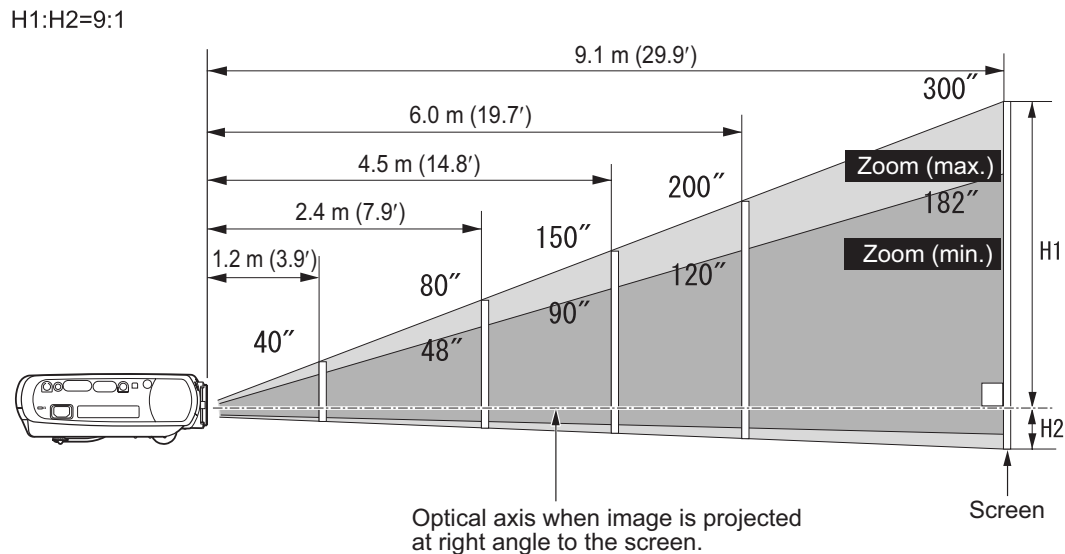 H1:H2=9:1
9.1 m (29.9′)
300″
6.0 m (19.7′)
4.5 m (14.8′)
Zoom (max.)
200″
182″
2.4 m (7.9′)
150″
Zoom (min.)
H1
1.2 m (3.9′)
120″
80″
90″
40″
48″
H2
Screen
Optical axis when image is projected
at right angle to the screen.